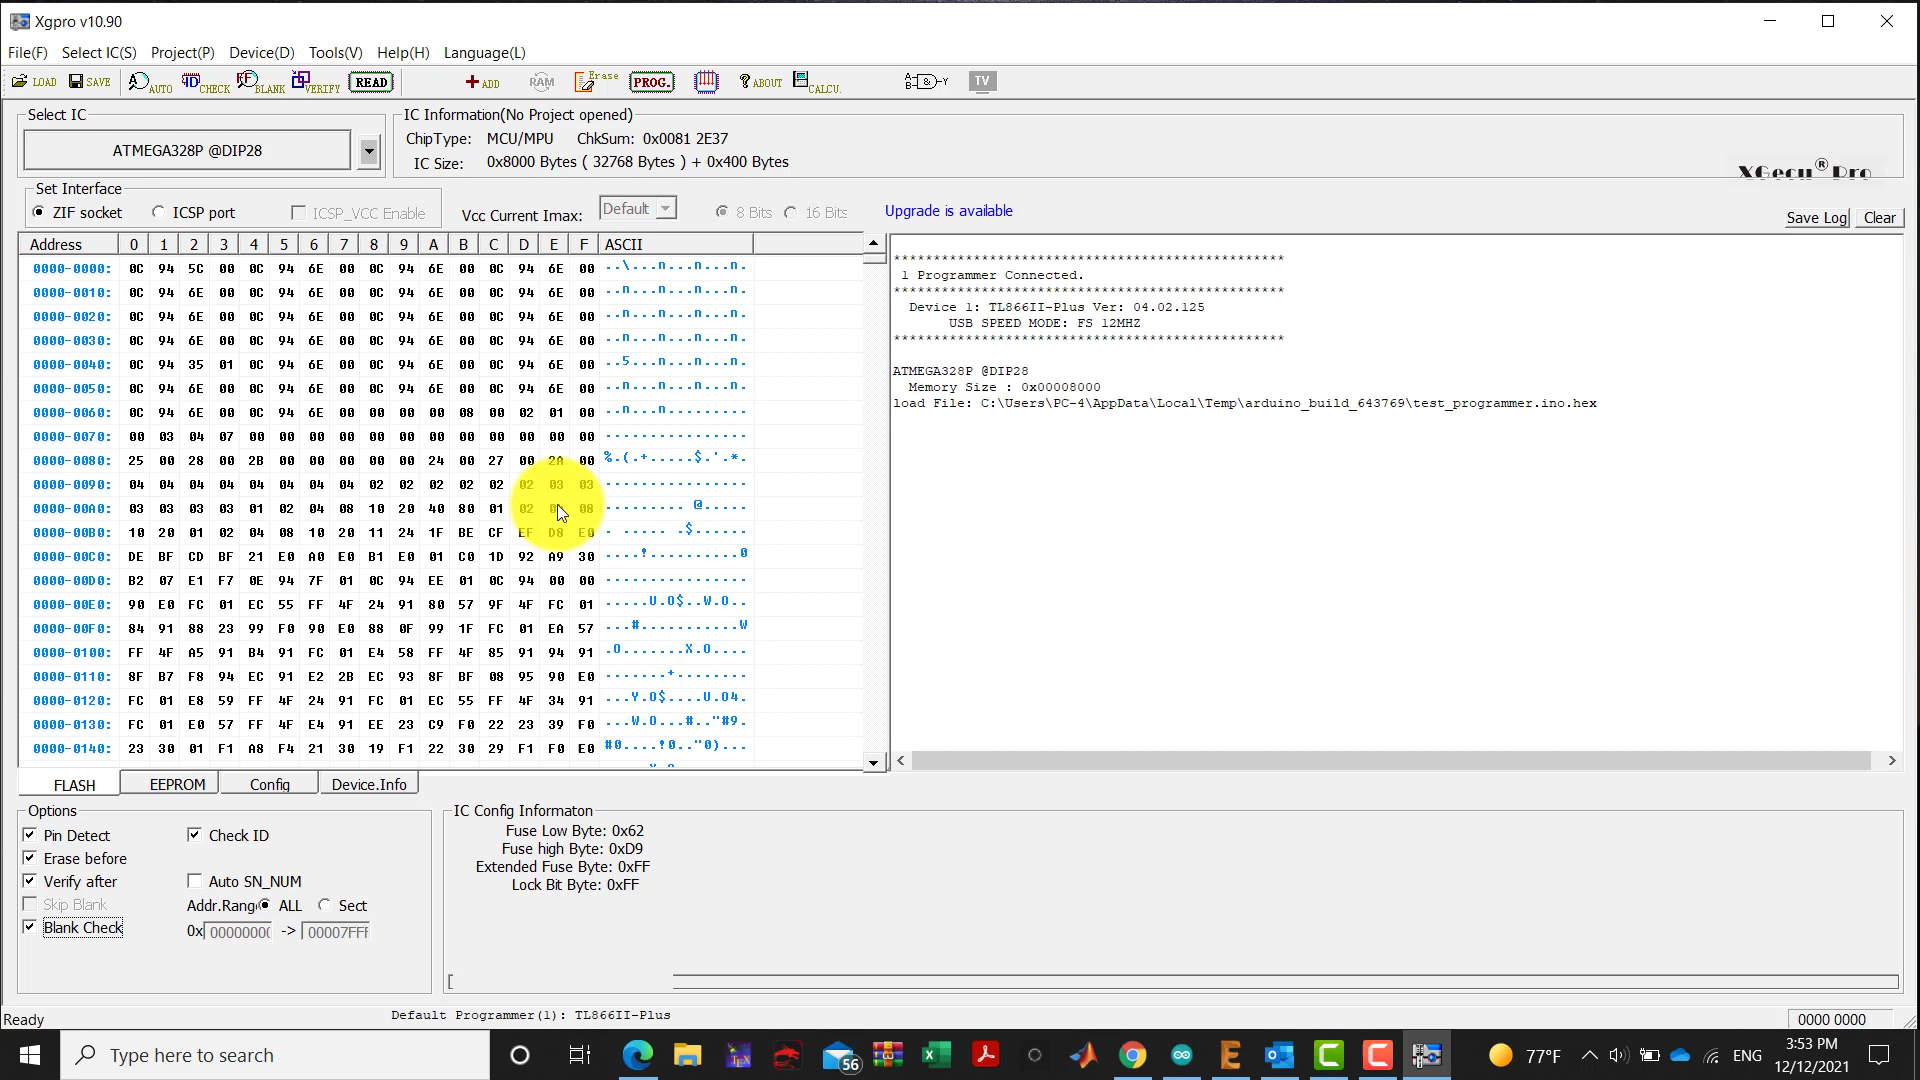 Xgpro v10.90
File(F) Select IC(S) Project(P) Device(D) Tools(V) Help(H) Language(L)
LOAD SAVE AUTO CHECK BLANK VERIFY READ ADD RAM Erase PROG. ABOUT CALCU. TV
Select IC
ATMEGA328P @DIP28
IC Information(No Project opened)
ChipType: MCU/MPU ChkSum: 0x0081 2E37
IC Size: 0x8000 Bytes ( 32768 Bytes ) + 0x400 Bytes
XGecu® Pro
Set Interface
ZIF socket ICSP port ICSP_VCC Enable Vcc Current Imax: Default 8 Bits 16 Bits
Upgrade is available
Save Log Clear
Address 0 1 2 3 4 5 6 7 8 9 A B C D E F ASCII
0000-0000: 0C 94 5C 00 0C 94 6E 00 0C 94 6E 00 0C 94 6E 00 ..\...n...n...n.
0000-0010: 0C 94 6E 00 0C 94 6E 00 0C 94 6E 00 0C 94 6E 00 ..n...n...n...n.
0000-0020: 0C 94 6E 00 0C 94 6E 00 0C 94 6E 00 0C 94 6E 00 ..n...n...n...n.
0000-0030: 0C 94 6E 00 0C 94 6E 00 0C 94 6E 00 0C 94 6E 00 ..n...n...n...n.
0000-0040: 0C 94 35 01 0C 94 6E 00 0C 94 6E 00 0C 94 6E 00 ..5...n...n...n.
0000-0050: 0C 94 6E 00 0C 94 6E 00 0C 94 6E 00 0C 94 6E 00 ..n...n...n...n.
0000-0060: 0C 94 6E 00 0C 94 6E 00 00 00 00 08 00 02 01 00 ..n...n.........
0000-0070: 00 03 04 07 00 00 00 00 00 00 00 00 00 00 00 00 ................
0000-0080: 25 00 28 00 2B 00 00 00 00 00 24 00 27 00 2A 00 %.(.+.....$.'.*.
0000-0090: 04 04 04 04 04 04 04 04 02 02 02 02 02 02 03 03 ................
0000-00A0: 03 03 03 03 01 02 04 08 10 20 40 80 01 02 08 ......... @.....
0000-00B0: 10 20 01 02 04 08 10 20 11 24 1F BE CF EF D8 E0 . ..... .$......
0000-00C0: DE BF CD BF 21 E0 A0 E0 B1 E0 01 C0 1D 92 A9 30 ....!..........0
0000-00D0: B2 07 E1 F7 0E 94 7F 01 0C 94 EE 01 0C 94 00 00 ................
0000-00E0: 90 E0 FC 01 EC 55 FF 4F 24 91 80 57 9F 4F FC 01 .....U.O$..W.O..
0000-00F0: 84 91 88 23 99 F0 90 E0 88 0F 99 1F FC 01 EA 57 ...#...........W
0000-0100: FF 4F A5 91 B4 91 FC 01 E4 58 FF 4F 85 91 94 91 .O.......X.O....
0000-0110: 8F B7 F8 94 EC 91 E2 2B EC 93 8F BF 08 95 90 E0 .......+........
0000-0120: FC 01 E8 59 FF 4F 24 91 FC 01 EC 55 FF 4F 34 91 ...Y.O$....U.O4.
0000-0130: FC 01 E0 57 FF 4F E4 91 EE 23 C9 F0 22 23 39 F0 ...W.O...#.."#9.
0000-0140: 23 30 01 F1 A8 F4 21 30 19 F1 22 30 29 F1 F0 E0 #0....!0.."0)...
************************************************
1 Programmer Connected.
************************************************
Device 1: TL866II-Plus Ver: 04.02.125
USB SPEED MODE: FS 12MHZ
************************************************
ATMEGA328P @DIP28
Memory Size : 0x00008000
load File: C:\Users\PC-4\AppData\Local\Temp\arduino_build_643769\test_programmer.ino.hex
FLASH EEPROM Config Device.Info
Options
Pin Detect Check ID
Erase before
Verify after Auto SN_NUM
Skip Blank Addr.Rang ALL Sect
Blank Check 0x 0000000 -> 00007FFF
IC Config Informaton
Fuse Low Byte: 0x62
Fuse high Byte: 0xD9
Extended Fuse Byte: 0xFF
Lock Bit Byte: 0xFF
[
Ready Default Programmer(1): TL866II-Plus 0000 0000
Type here to search 56 77°F ENG 3:53 PM
12/12/2021